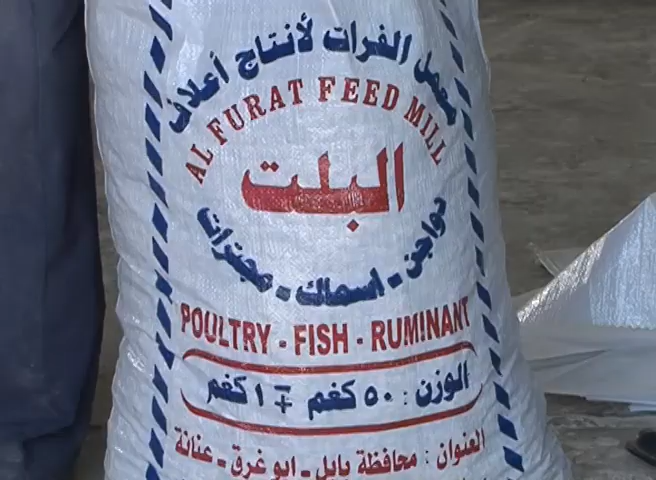 معمل الفرات لأنتاج أعلاف
AL FURAT FEED MILL
البلت
دواجن - اسماك - مجترات
POULTRY - FISH - RUMINANT
الوزن : ٥٠ كغم ∓ ١ كغم
العنوان : محافظة بابل - ابو غرق - عنانة